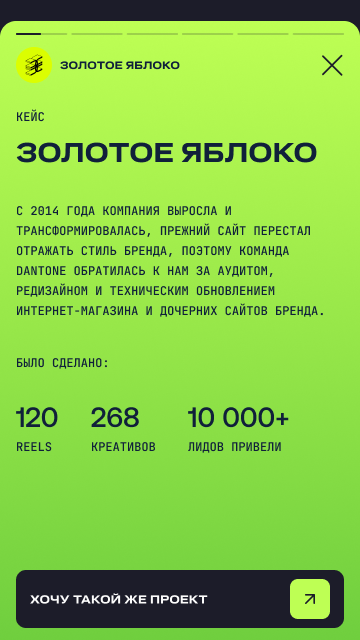 ЗОЛОТОЕ ЯБЛОКО
КЕЙС
ЗОЛОТОЕ ЯБЛОКО
С 2014 ГОДА КОМПАНИЯ ВЫРОСЛА И
ТРАНСФОРМИРОВАЛАСЬ, ПРЕЖНИЙ САЙТ ПЕРЕСТАЛ
ОТРАЖАТЬ СТИЛЬ БРЕНДА, ПОЭТОМУ КОМАНДА
DANTONE ОБРАТИЛАСЬ К НАМ ЗА АУДИТОМ,
РЕДИЗАЙНОМ И ТЕХНИЧЕСКИМ ОБНОВЛЕНИЕМ
ИНТЕРНЕТ-МАГАЗИНА И ДОЧЕРНИХ САЙТОВ БРЕНДА.
БЫЛО СДЕЛАНО:
120 268 10 000+
REELS КРЕАТИВОВ ЛИДОВ ПРИВЕЛИ
ХОЧУ ТАКОЙ ЖЕ ПРОЕКТ